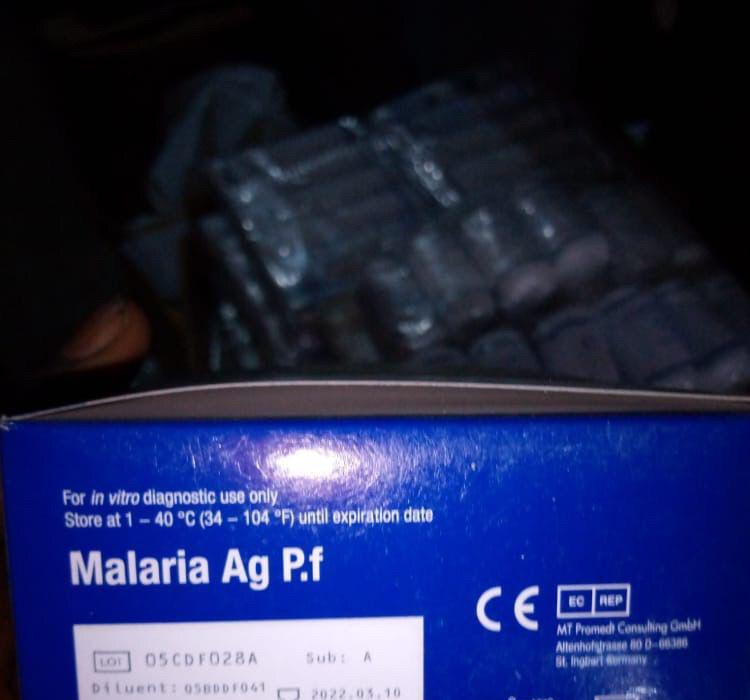 For in vitro diagnostic use only
Store at 1 – 40 °C (34 – 104 °F) until expiration date
Malaria Ag P.f
CE
EC REP
MT Promedt Consulting GmbH
Altenhofstrasse 80 D-66386
St. Ingbert Germany
LOT 05CDF028A Sub: A
Diluent: 05BDDF041
2022.03.10